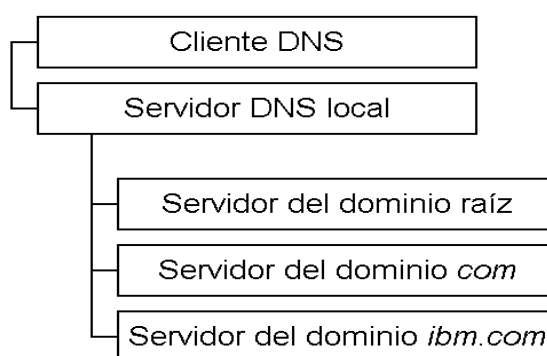 Cliente DNS
Servidor DNS local
Servidor del dominio raíz
Servidor del dominio com
Servidor del dominio ibm.com